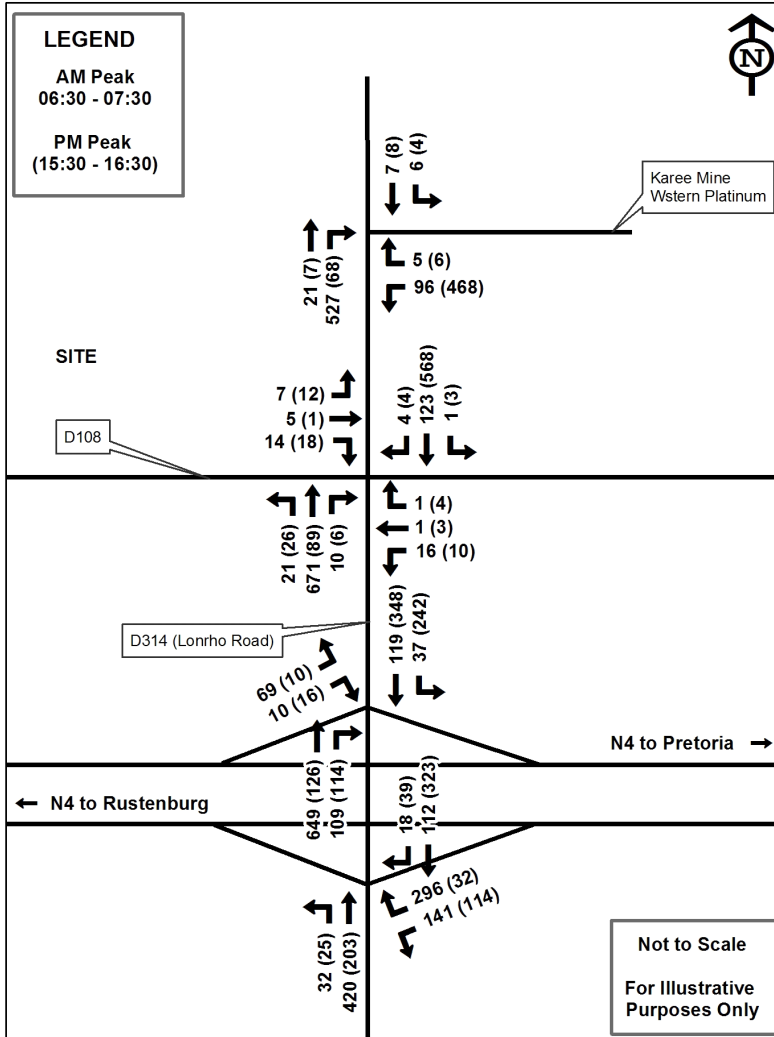 LEGEND
AM Peak
06:30 - 07:30
PM Peak
(15:30 - 16:30)
N
7 (8)
6 (4)
Karee Mine
Wstern Platinum
21 (7)
527 (68)
5 (6)
96 (468)
SITE
7 (12)
5 (1)
14 (18)
4 (4)
123 (568)
1 (3)
D108
21 (26)
671 (89)
10 (6)
1 (4)
1 (3)
16 (10)
D314 (Lonrho Road)
119 (348)
37 (242)
69 (10)
10 (16)
N4 to Pretoria
649 (126)
109 (114)
18 (39)
112 (323)
N4 to Rustenburg
296 (32)
141 (114)
32 (25)
420 (203)
Not to Scale
For Illustrative
Purposes Only